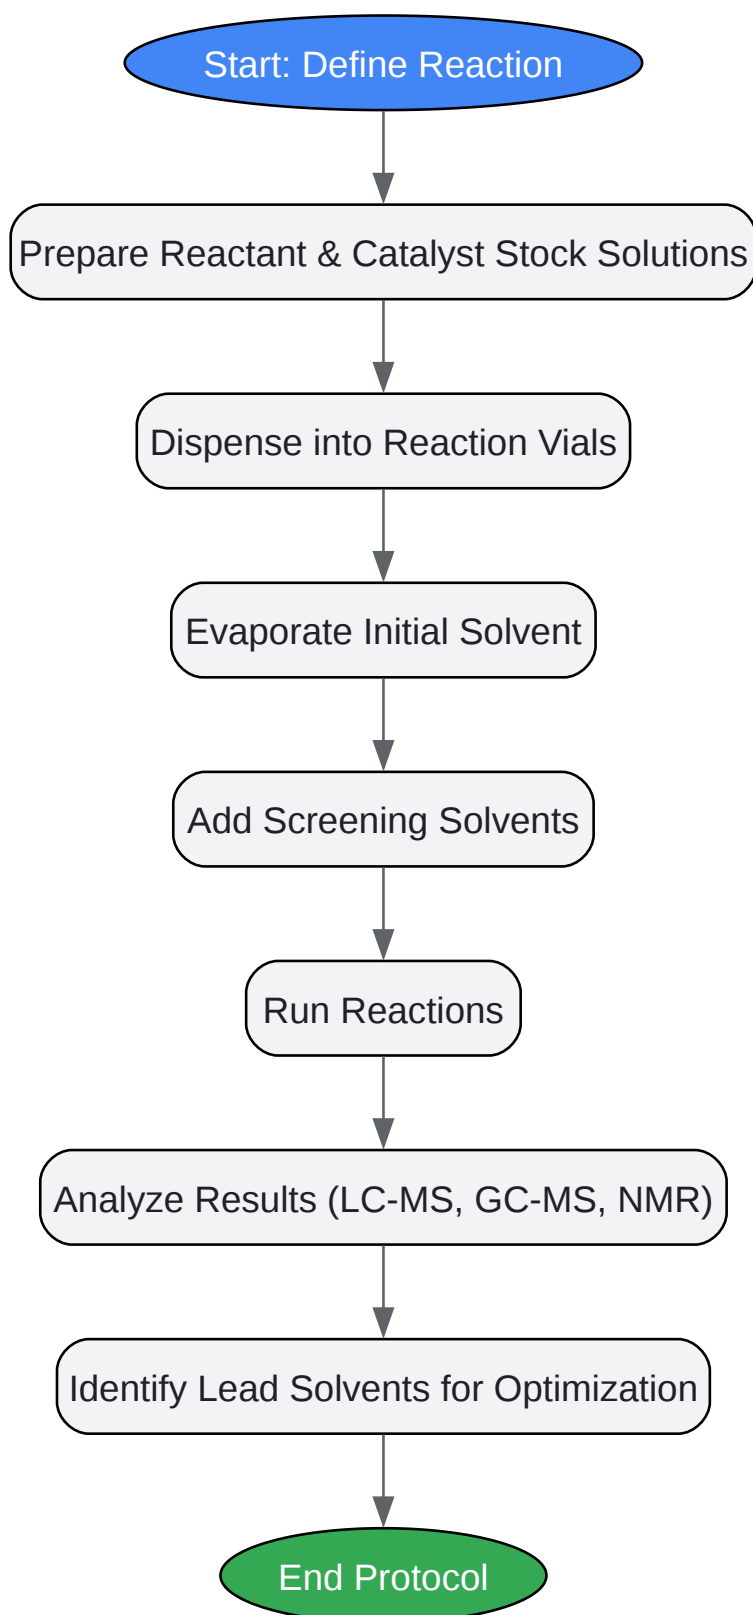 Start: Define Reaction
Prepare Reactant & Catalyst Stock Solutions
Dispense into Reaction Vials
Evaporate Initial Solvent
Add Screening Solvents
Run Reactions
Analyze Results (LC-MS, GC-MS, NMR)
Identify Lead Solvents for Optimization
End Protocol